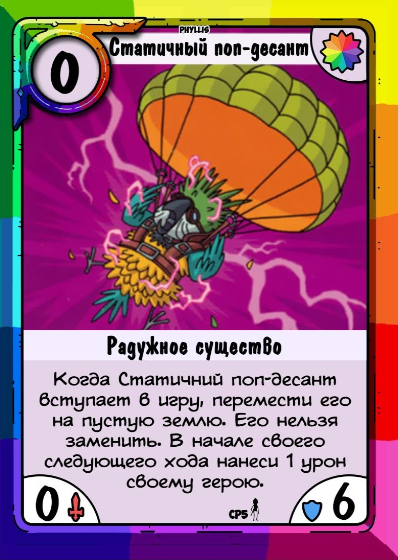 PHYLLIS
0
Статичный поп-десант
Радужное существо
Когда Статичний поп-десант
вступает в игру, перемести его
на пустую землю. Его нельзя
заменить. В начале своего
следующего хода нанеси 1 урон
своему герою.
0
CP5
6